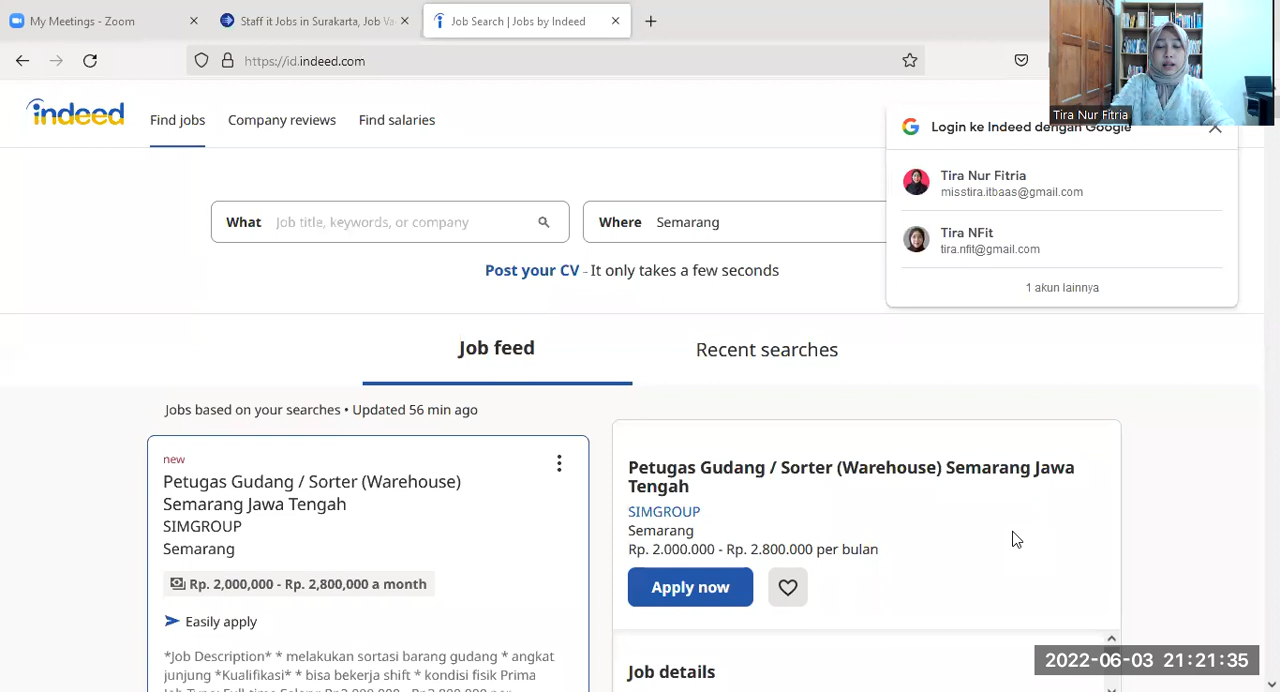 My Meetings - Zoom
Staff it Jobs in Surakarta, Job Va
Job Search | Jobs by Indeed
https://id.indeed.com
Tira Nur Fitria
indeed
Find jobs
Company reviews
Find salaries
Login ke Indeed dengan Google
Tira Nur Fitria
misstira.itbaas@gmail.com
Tira NFit
tira.nfit@gmail.com
1 akun lainnya
What Job title, keywords, or company
Where Semarang
Post your CV - It only takes a few seconds
Job feed
Recent searches
Jobs based on your searches • Updated 56 min ago
new
Petugas Gudang / Sorter (Warehouse)
Semarang Jawa Tengah
SIMGROUP
Semarang
Rp. 2,000,000 - Rp. 2,800,000 a month
Easily apply
*Job Description* * melakukan sortasi barang gudang * angkat
junjung *Kualifikasi* * bisa bekerja shift * kondisi fisik Prima
Petugas Gudang / Sorter (Warehouse) Semarang Jawa
Tengah
SIMGROUP
Semarang
Rp. 2.000.000 - Rp. 2.800.000 per bulan
Apply now
Job details
2022-06-03 21:21:35